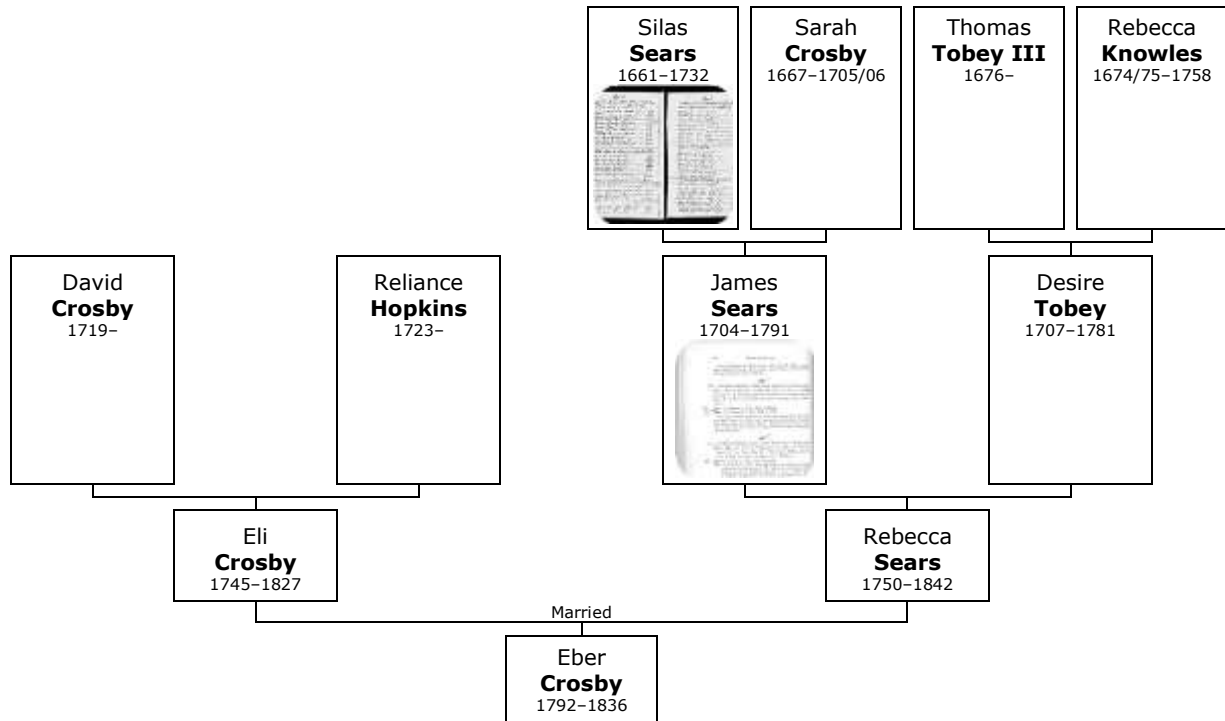 Silas
Sears
1661–1732
Sarah
Crosby
1667–1705/06
Thomas
Tobey III
1676–
Rebecca
Knowles
1674/75–1758
David
Crosby
1719–
Reliance
Hopkins
1723–
James
Sears
1704–1791
Desire
Tobey
1707–1781
Eli
Crosby
1745–1827
Rebecca
Sears
1750–1842
Married
Eber
Crosby
1792–1836